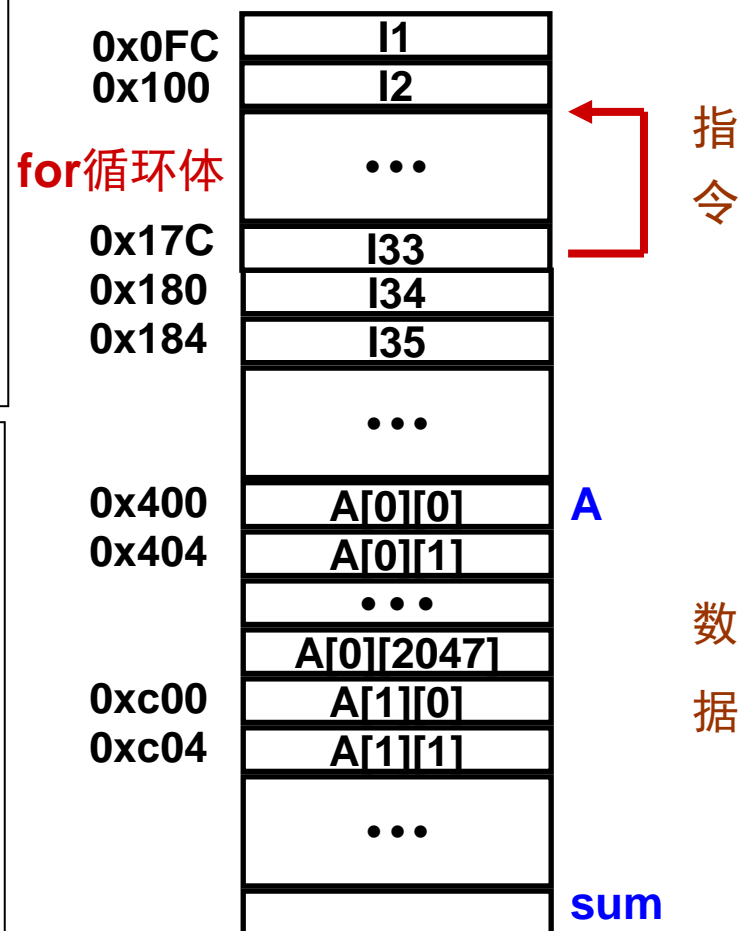 0x0FC I1
0x100 I2
for循环体 •••
指
令
0x17C I33
0x180 I34
0x184 I35
•••
0x400 A[0][0] A
0x404 A[0][1]
•••
A[0][2047]
数
据
0xc00 A[1][0]
0xc04 A[1][1]
•••
sum